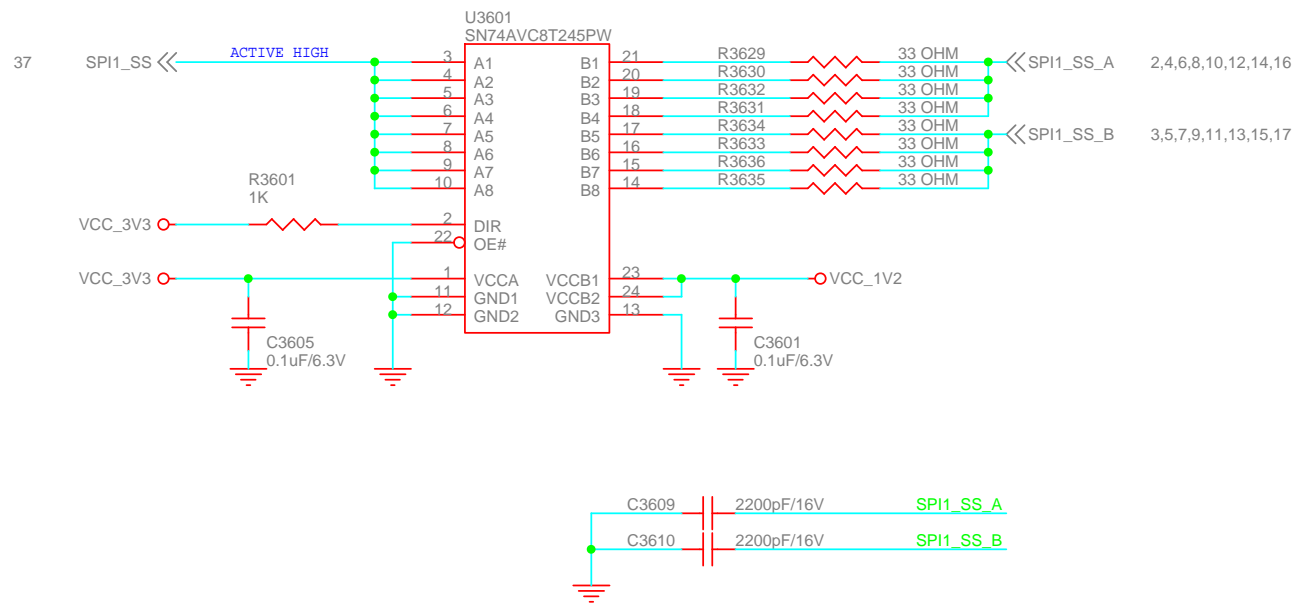 U3601
SN74AVC8T245PW
37 SPI1_SS ACTIVE HIGH 3 A1 B1 21 R3629 33 OHM SPI1_SS_A 2,4,6,8,10,12,14,16
4 A2 B2 20 R3630 33 OHM
5 A3 B3 19 R3632 33 OHM
6 A4 B4 18 R3631 33 OHM
7 A5 B5 17 R3634 33 OHM SPI1_SS_B 3,5,7,9,11,13,15,17
8 A6 B6 16 R3633 33 OHM
9 A7 B7 15 R3636 33 OHM
10 A8 B8 14 R3635 33 OHM
R3601
1K
VCC_3V3 2 DIR
22 OE#
VCC_3V3 1 VCCA VCCB1 23 VCC_1V2
11 GND1 VCCB2 24
12 GND2 GND3 13
C3605 C3601
0.1uF/6.3V 0.1uF/6.3V
C3609 2200pF/16V SPI1_SS_A
C3610 2200pF/16V SPI1_SS_B